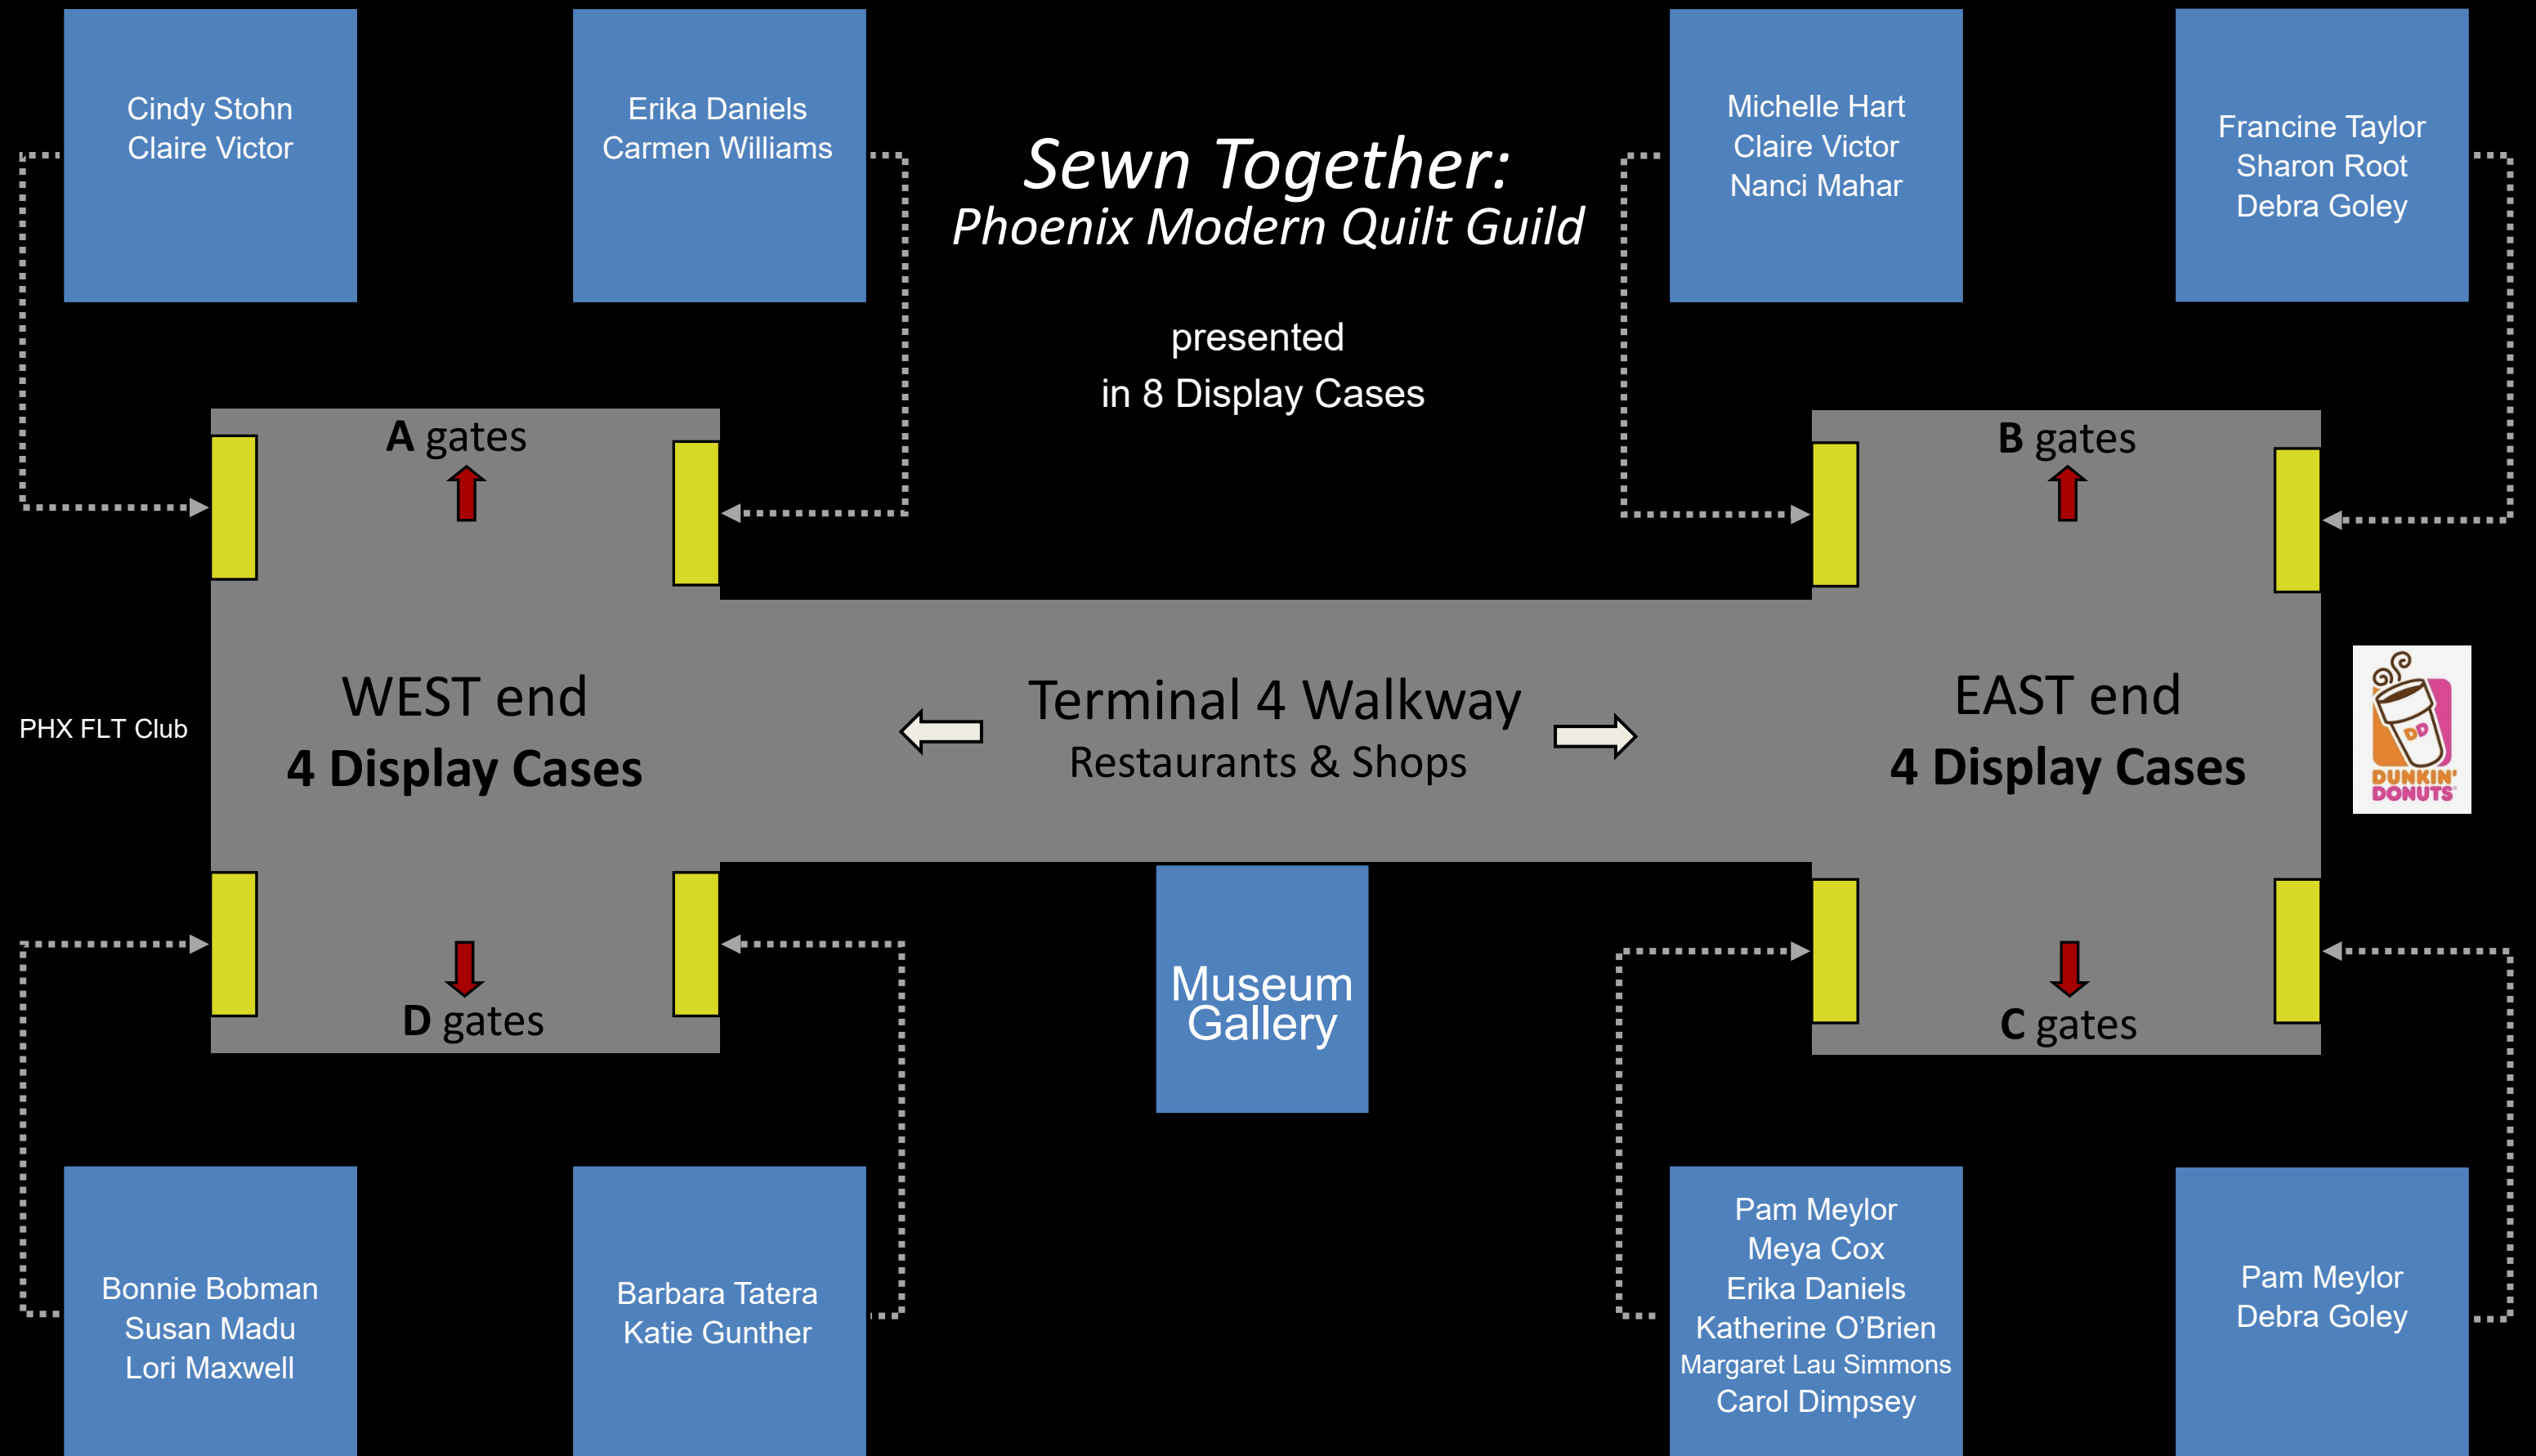 Cindy Stohn
Claire Victor
Erika Daniels
Carmen Williams
Sewn Together:
Phoenix Modern Quilt Guild
presented
in 8 Display Cases
Michelle Hart
Claire Victor
Nanci Mahar
Francine Taylor
Sharon Root
Debra Goley
A gates
B gates
PHX FLT Club
WEST end
4 Display Cases
Terminal 4 Walkway
Restaurants & Shops
EAST end
4 Display Cases
DD
DUNKIN'
DONUTS
D gates
Museum
Gallery
C gates
Bonnie Bobman
Susan Madu
Lori Maxwell
Barbara Tatera
Katie Gunther
Pam Meylor
Meya Cox
Erika Daniels
Katherine O’Brien
Margaret Lau Simmons
Carol Dimpsey
Pam Meylor
Debra Goley